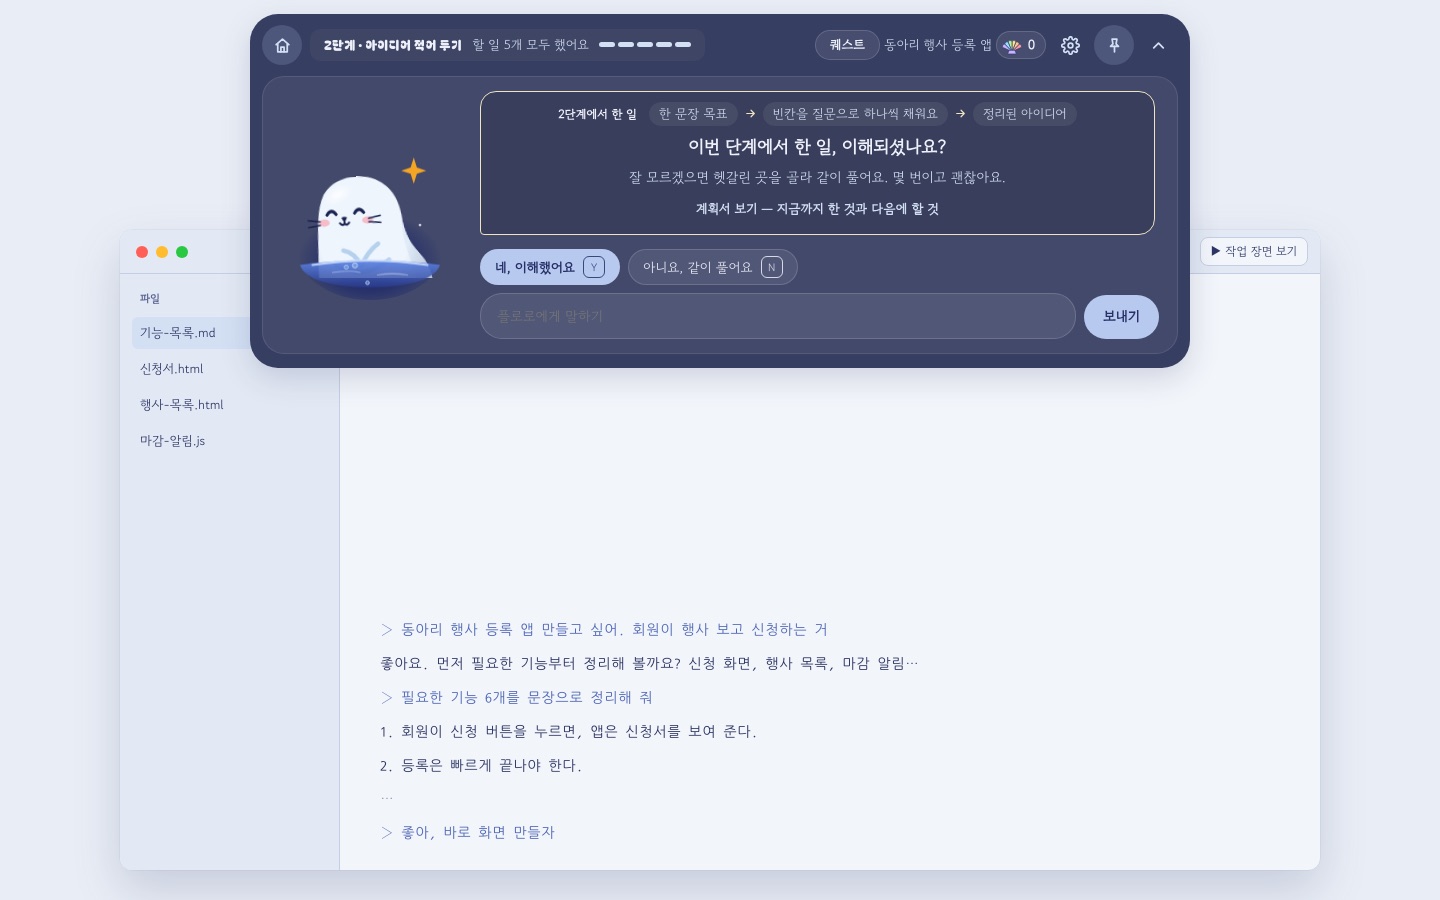 2단계 · 아이디어 적어 두기 할 일 5개 모두 했어요
퀘스트 동아리 행사 등록 앱 0
2단계에서 한 일 한 문장 목표 → 빈칸을 질문으로 하나씩 채워요 → 정리된 아이디어
이번 단계에서 한 일, 이해되셨나요?
잘 모르겠으면 헷갈린 곳을 골라 같이 풀어요. 몇 번이고 괜찮아요.
계획서 보기 — 지금까지 한 것과 다음에 할 것
네, 이해했어요 Y
아니요, 같이 풀어요 N
플로로에게 말하기
보내기
▶ 작업 장면 보기
파일
기능-목록.md
신청서.html
행사-목록.html
마감-알림.js
> 동아리 행사 등록 앱 만들고 싶어. 회원이 행사 보고 신청하는 거
좋아요. 먼저 필요한 기능부터 정리해 볼까요? 신청 화면, 행사 목록, 마감 알림…
> 필요한 기능 6개를 문장으로 정리해 줘
1. 회원이 신청 버튼을 누르면, 앱은 신청서를 보여 준다.
2. 등록은 빠르게 끝나야 한다.
…
> 좋아, 바로 화면 만들자